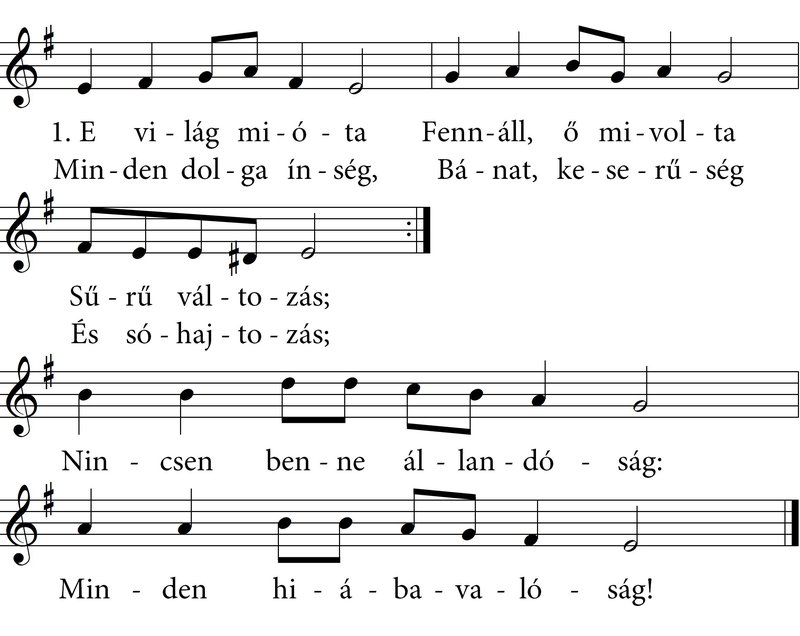 1. E vi - lág mi - ó - ta Fenn - áll, ő mi - vol - ta
Min - den dol - ga ín - ség, Bá - nat, ke - se - rű - ség
Sű - rű vál - to - zás;
És só - haj - to - zás;
Nin - csen ben - ne ál - lan - dó - ság:
Min - den hi - á - ba - va - ló - ság!